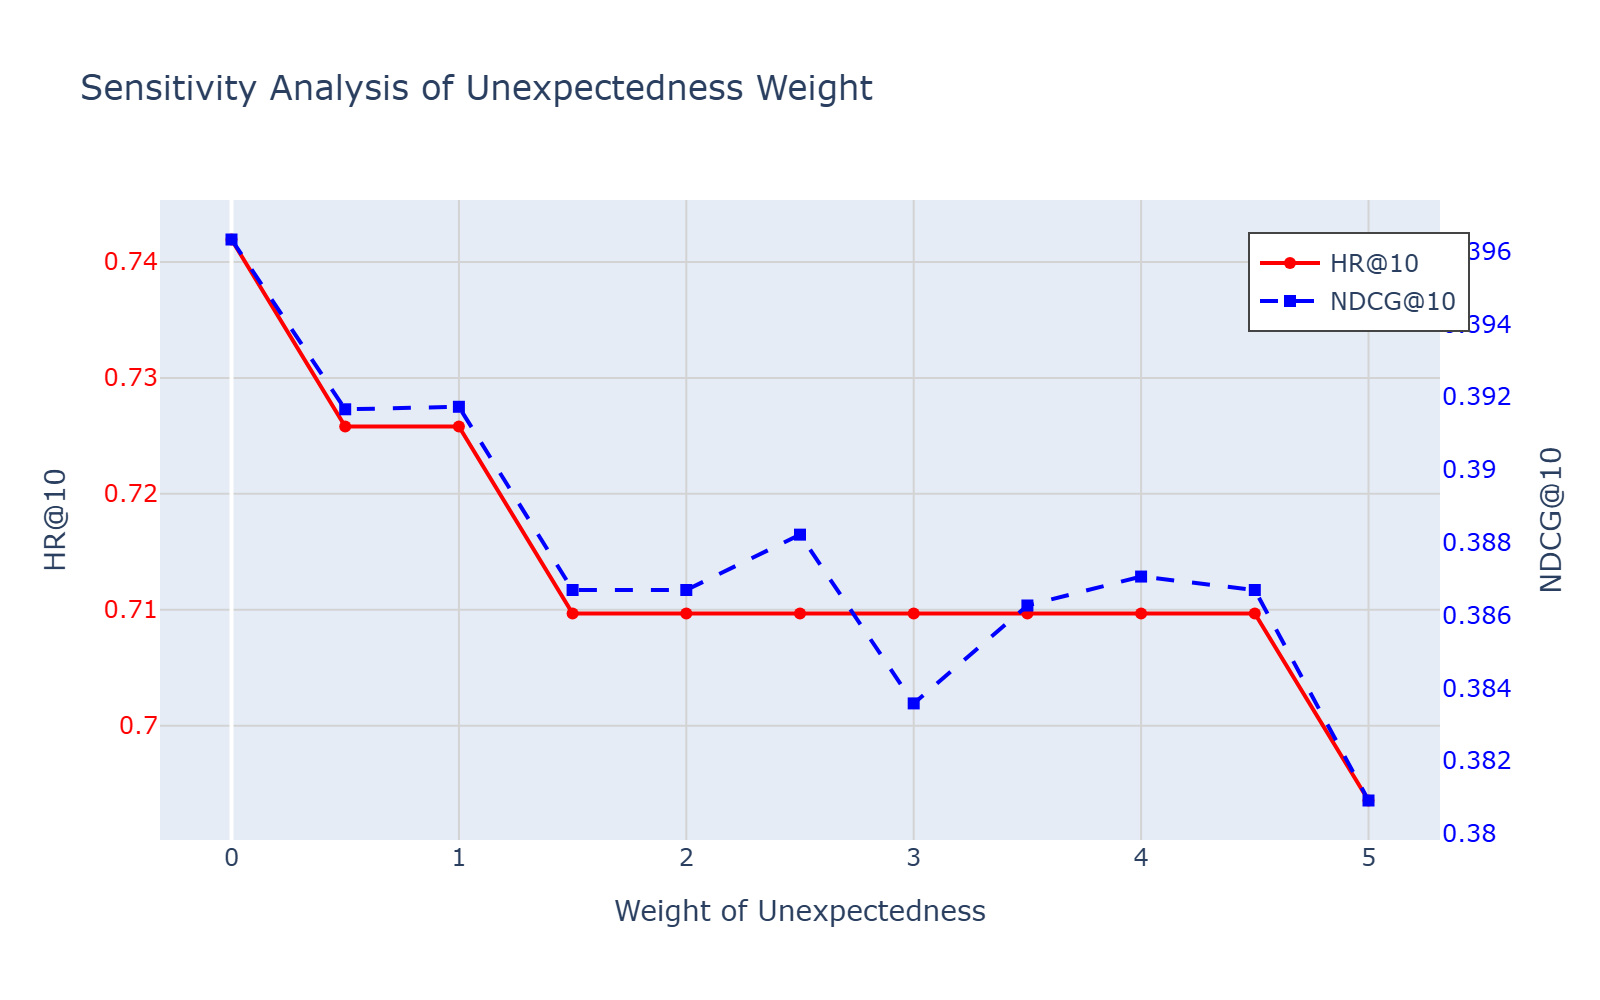 Sensitivity Analysis of Unexpectedness Weight
HR@10
NDCG@10
0.74
0.73
0.72
0.71
0.7
HR@10
.396
.394
0.392
0.39
0.388
0.386
0.384
0.382
0.38
NDCG@10
0 1 2 3 4 5
Weight of Unexpectedness